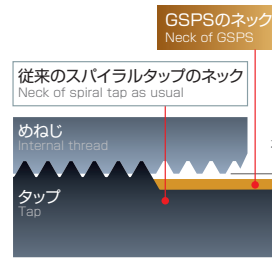 GSPSのネック
Neck of GSPS
従来のスパイラルタップのネック
Neck of spiral tap as usual
めねじ
Internal thread
タップ
Tap